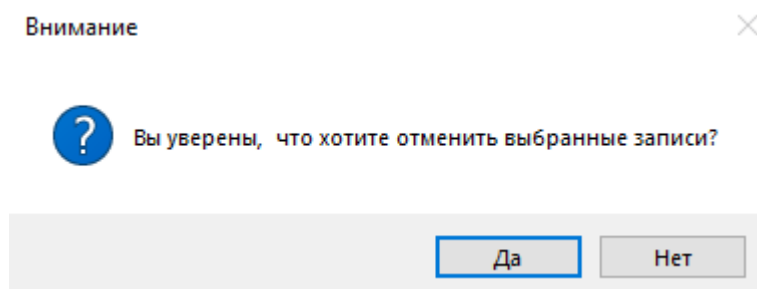 Внимание
Вы уверены, что хотите отменить выбранные записи?
Да
Нет